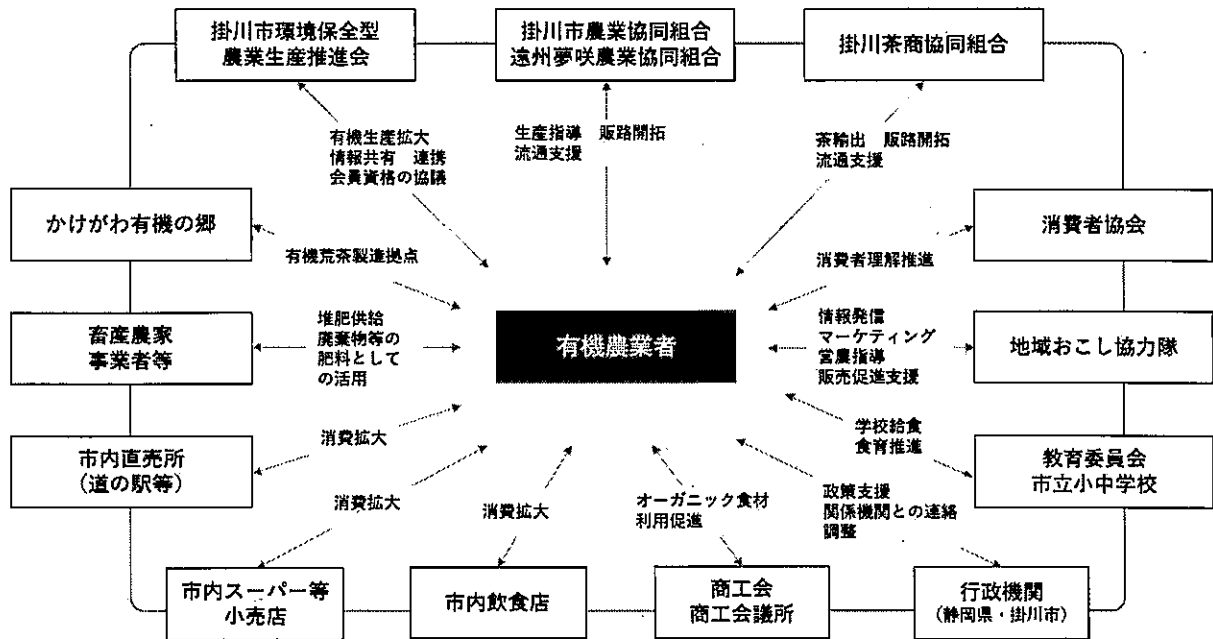 掛川市環境保全型
農業生産推進会
掛川市農業協同組合
遠州夢咲農業協同組合
掛川茶商協同組合
有機生産拡大
情報共有　連携
会員資格の協議
生産指導　販路開拓
流通支援
茶輸出　販路開拓
流通支援
かけがわ有機の郷
有機荒茶製造拠点
消費者理解推進
消費者協会
畜産農家
事業者等
堆肥供給
廃棄物等の
肥料として
の活用
有機農業者
情報発信
マーケティング
営農指導
販売促進支援
地域おこし協力隊
市内直売所
（道の駅等）
消費拡大
学校給食
食育推進
教育委員会
市立小中学校
消費拡大
消費拡大
オーガニック食材
利用促進
政策支援
関係機関との連絡
調整
市内スーパー等
小売店
市内飲食店
商工会
商工会議所
行政機関
（静岡県・掛川市）